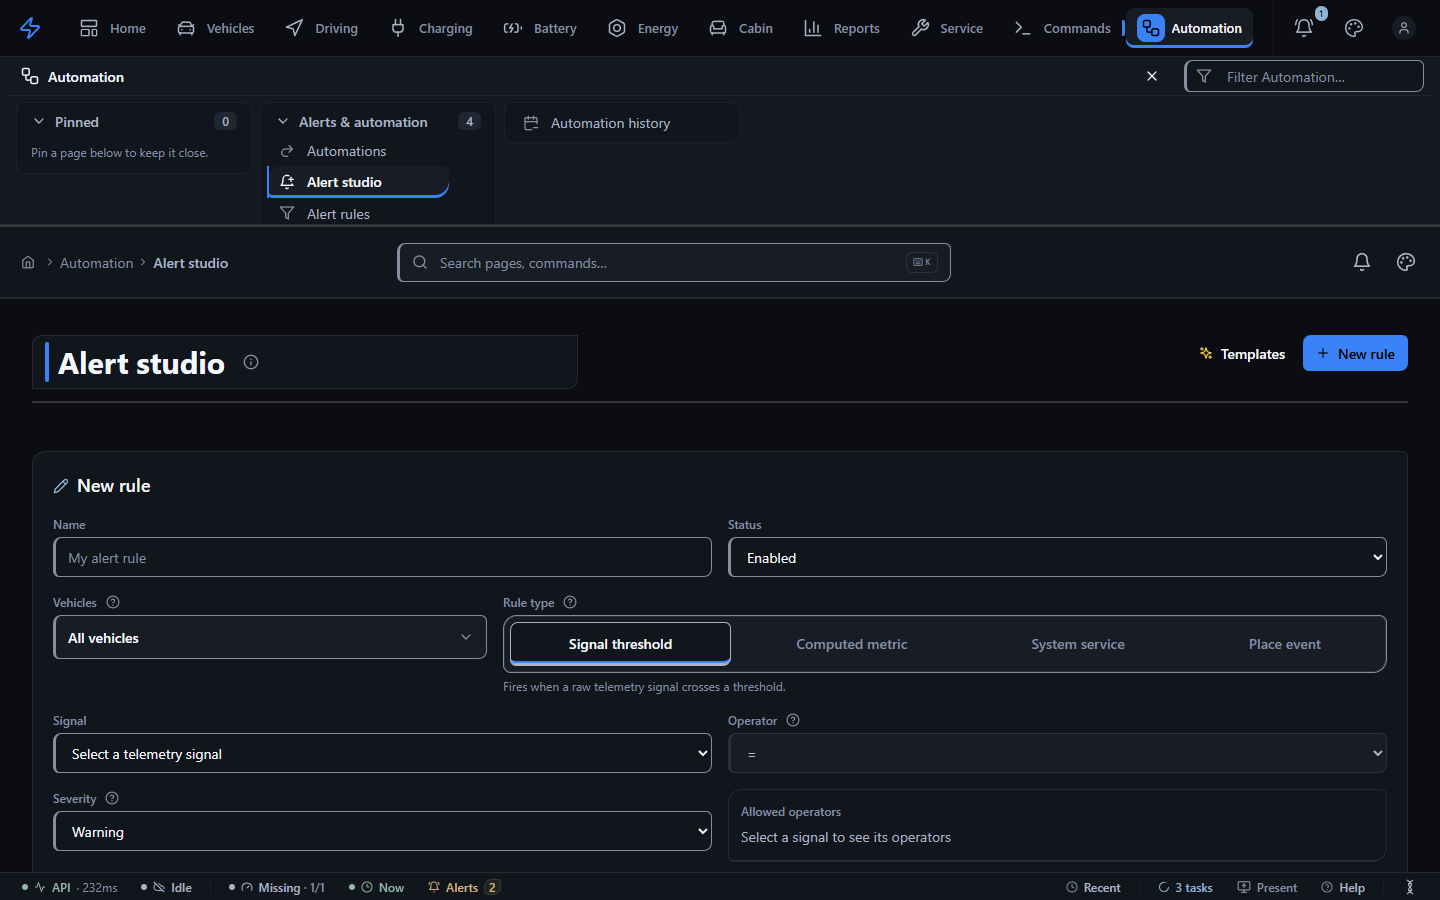 Home Vehicles Driving Charging Battery Energy Cabin Reports Service Commands Automation 1
Automation Filter Automation...
Pinned 0
Pin a page below to keep it close.
Alerts & automation 4
Automations
Alert studio
Alert rules
Automation history
Automation Alert studio Search pages, commands... K
Alert studio Templates + New rule
New rule
Name Status
My alert rule Enabled
Vehicles Rule type
All vehicles Signal threshold Computed metric System service Place event
Fires when a raw telemetry signal crosses a threshold.
Signal Operator
Select a telemetry signal =
Severity
Warning
Allowed operators
Select a signal to see its operators
API · 232ms Idle Missing · 1/1 Now Alerts 2 Recent 3 tasks Present Help